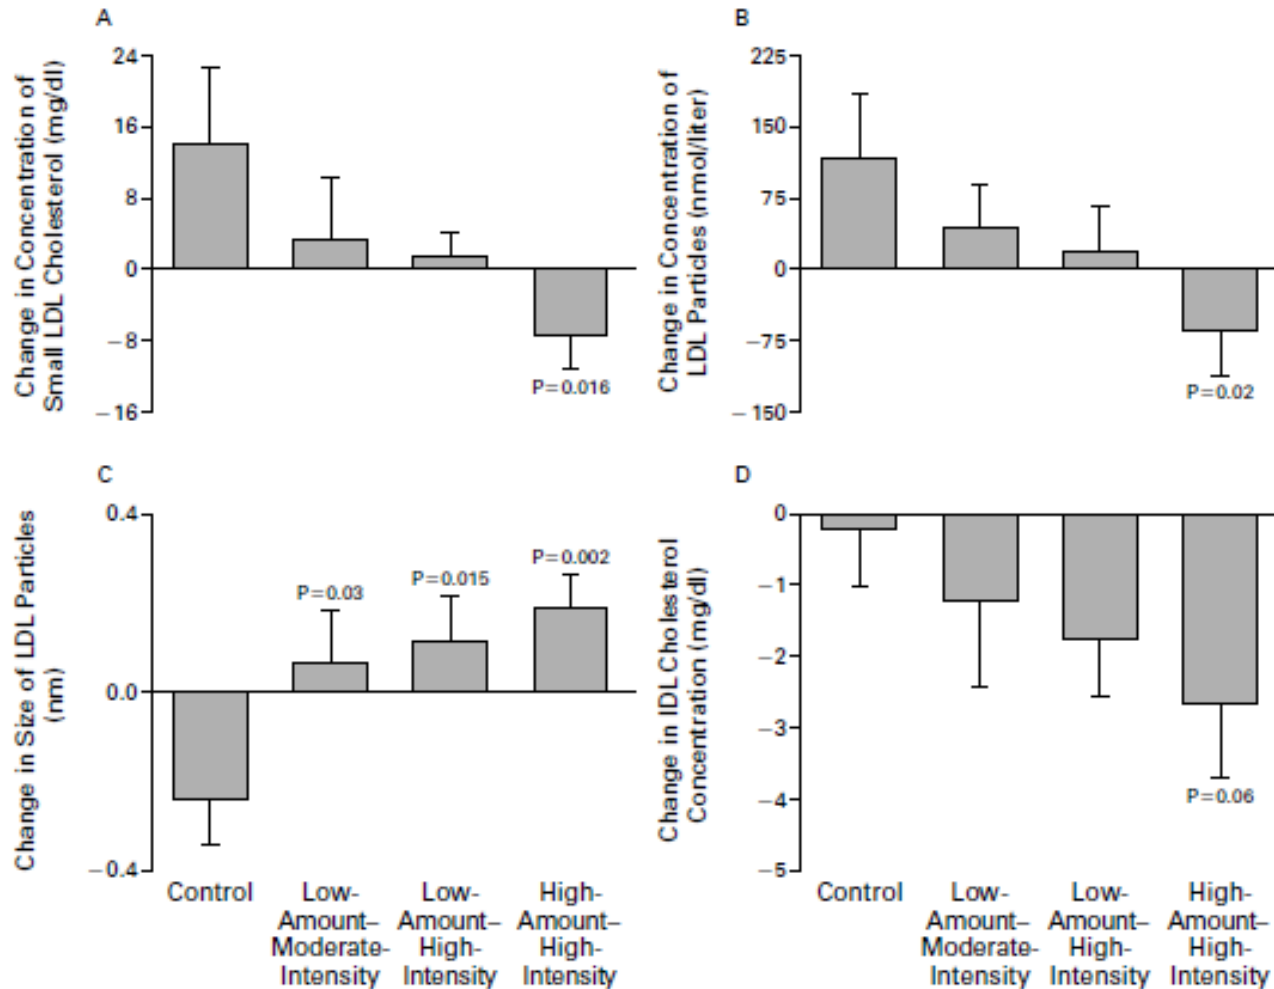 A
Change in Concentration of
Small LDL Cholesterol (mg/dl)
24
16
8
0
−8
−16
P=0.016
B
Change in Concentration of
LDL Particles (nmol/liter)
225
150
75
0
−75
−150
P=0.02
C
Change in Size of LDL Particles
(nm)
0.4
0.0
−0.4
P=0.03
P=0.015
P=0.002
Control
Low-
Amount–
Moderate-
Intensity
Low-
Amount–
High-
Intensity
High-
Amount–
High-
Intensity
D
Change in IDL Cholesterol
Concentration (mg/dl)
0
−1
−2
−3
−4
−5
P=0.06
Control
Low-
Amount–
Moderate-
Intensity
Low-
Amount–
High-
Intensity
High-
Amount–
High-
Intensity